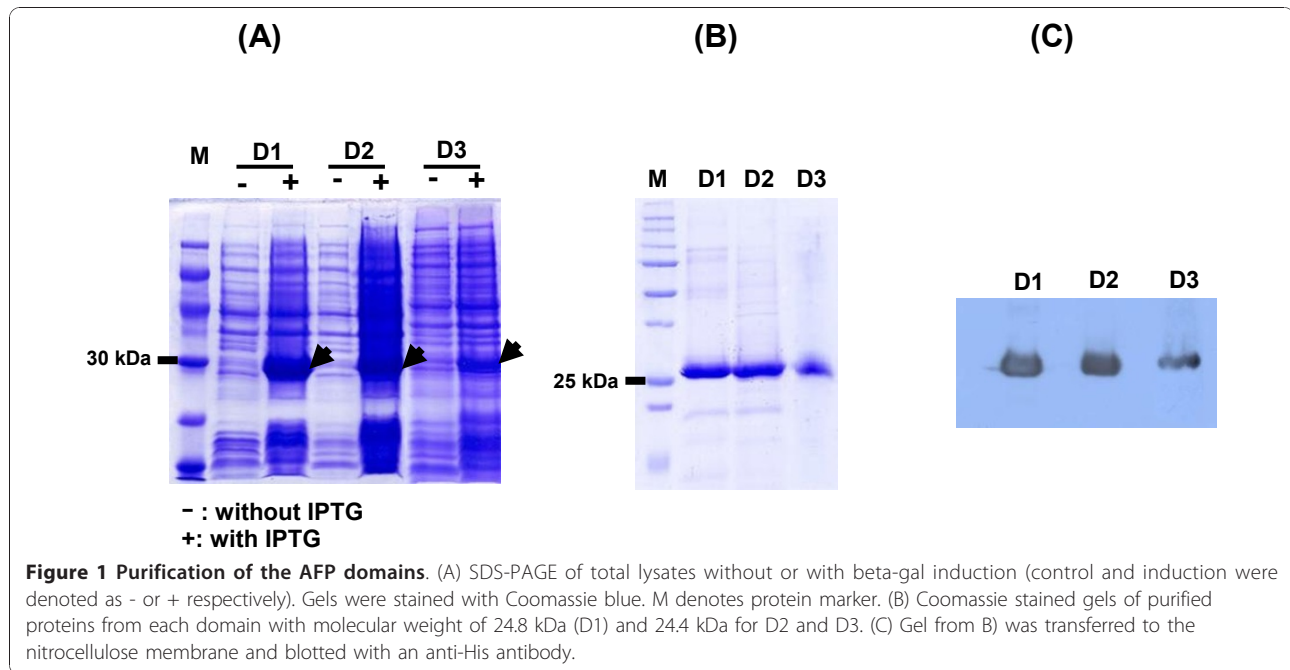 (A) (B) (C)
M D1 D2 D3
- + - + - +
30 kDa
- : without IPTG
+: with IPTG
M D1 D2 D3
25 kDa
D1 D2 D3
Figure 1 Purification of the AFP domains. (A) SDS-PAGE of total lysates without or with beta-gal induction (control and induction were
denoted as - or + respectively). Gels were stained with Coomassie blue. M denotes protein marker. (B) Coomassie stained gels of purified
proteins from each domain with molecular weight of 24.8 kDa (D1) and 24.4 kDa for D2 and D3. (C) Gel from B) was transferred to the
nitrocellulose membrane and blotted with an anti-His antibody.